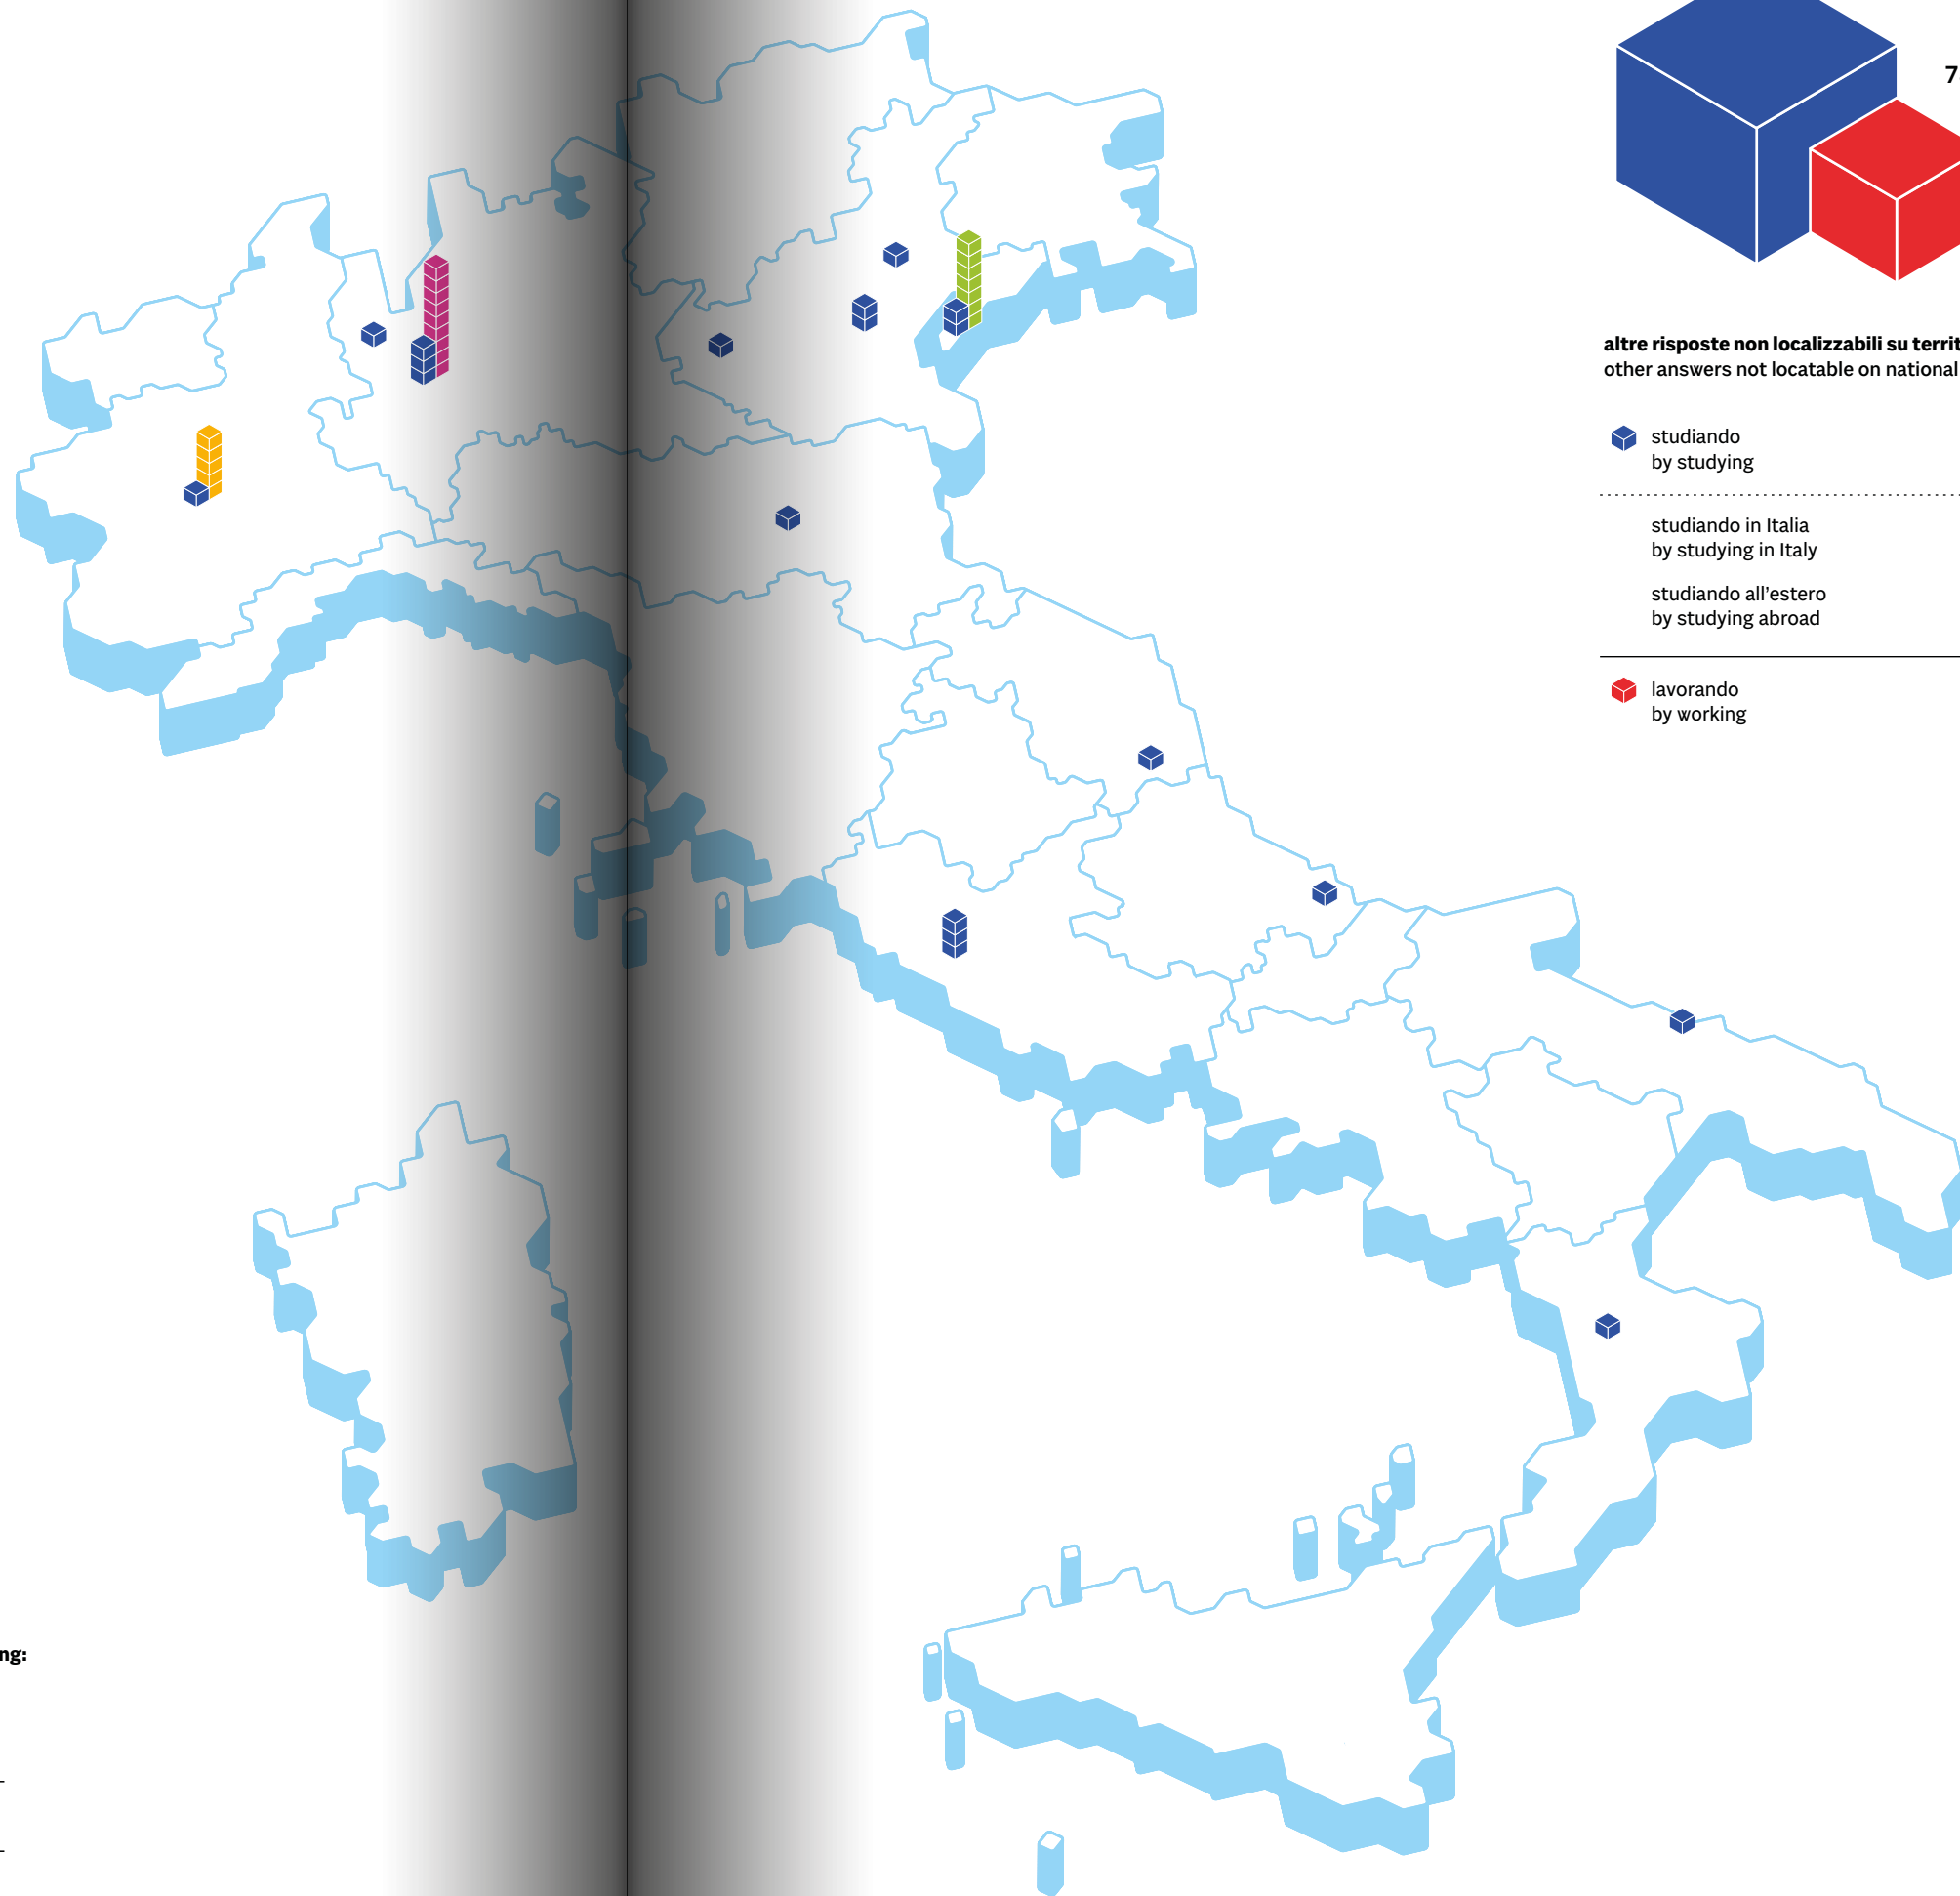 7
altre risposte non localizzabili su territ
other answers not locatable on national
studiando
by studying
studiando in Italia
by studying in Italy
studiando all'estero
by studying abroad
lavorando
by working
ng: